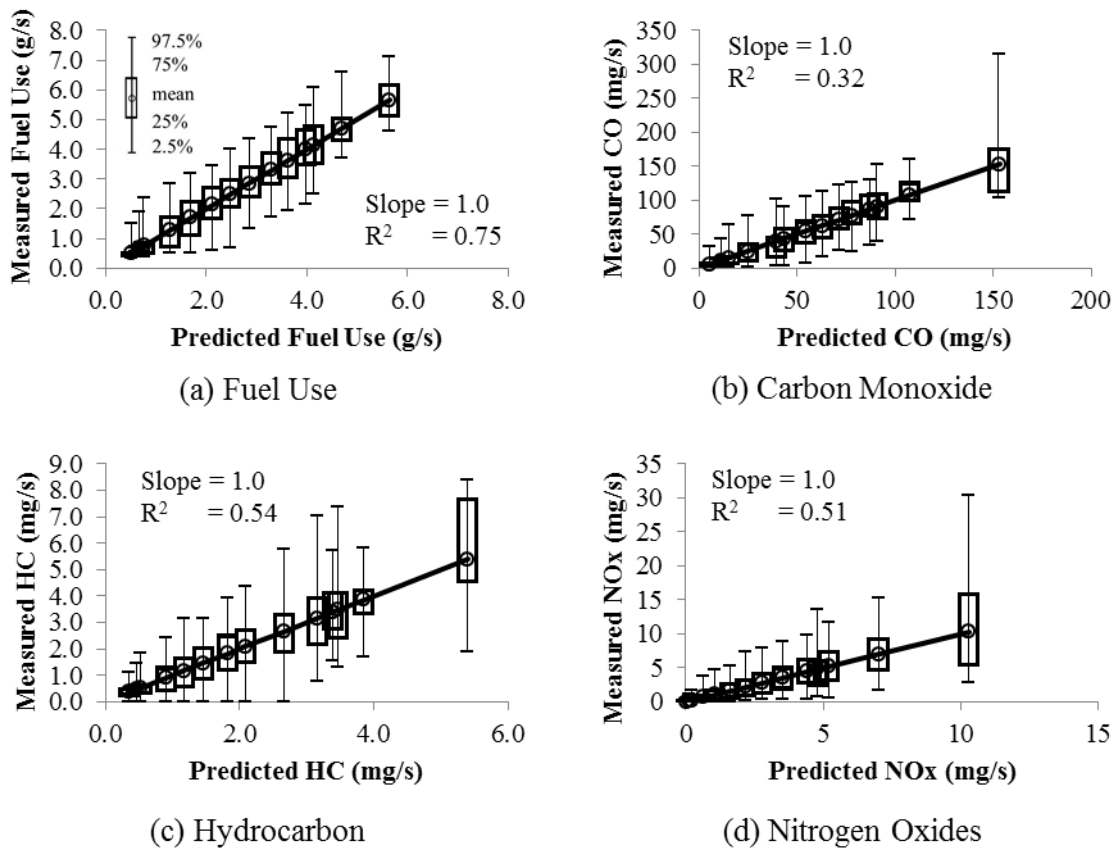 Measured Fuel Use (g/s)
8.0
7.0
6.0
5.0
4.0
3.0
2.0
1.0
0.0
97.5%
75%
mean
25%
2.5%
Slope = 1.0
R² = 0.75
0.0 2.0 4.0 6.0 8.0
Predicted Fuel Use (g/s)
(a) Fuel Use
Measured CO (mg/s)
350
300
250
200
150
100
50
0
Slope = 1.0
R² = 0.32
0 50 100 150 200
Predicted CO (mg/s)
(b) Carbon Monoxide
Measured HC (mg/s)
9.0
8.0
7.0
6.0
5.0
4.0
3.0
2.0
1.0
0.0
Slope = 1.0
R² = 0.54
0.0 2.0 4.0 6.0
Predicted HC (mg/s)
(c) Hydrocarbon
Measured NOx (mg/s)
35
30
25
20
15
10
5
0
Slope = 1.0
R² = 0.51
0 5 10 15
Predicted NOx (mg/s)
(d) Nitrogen Oxides